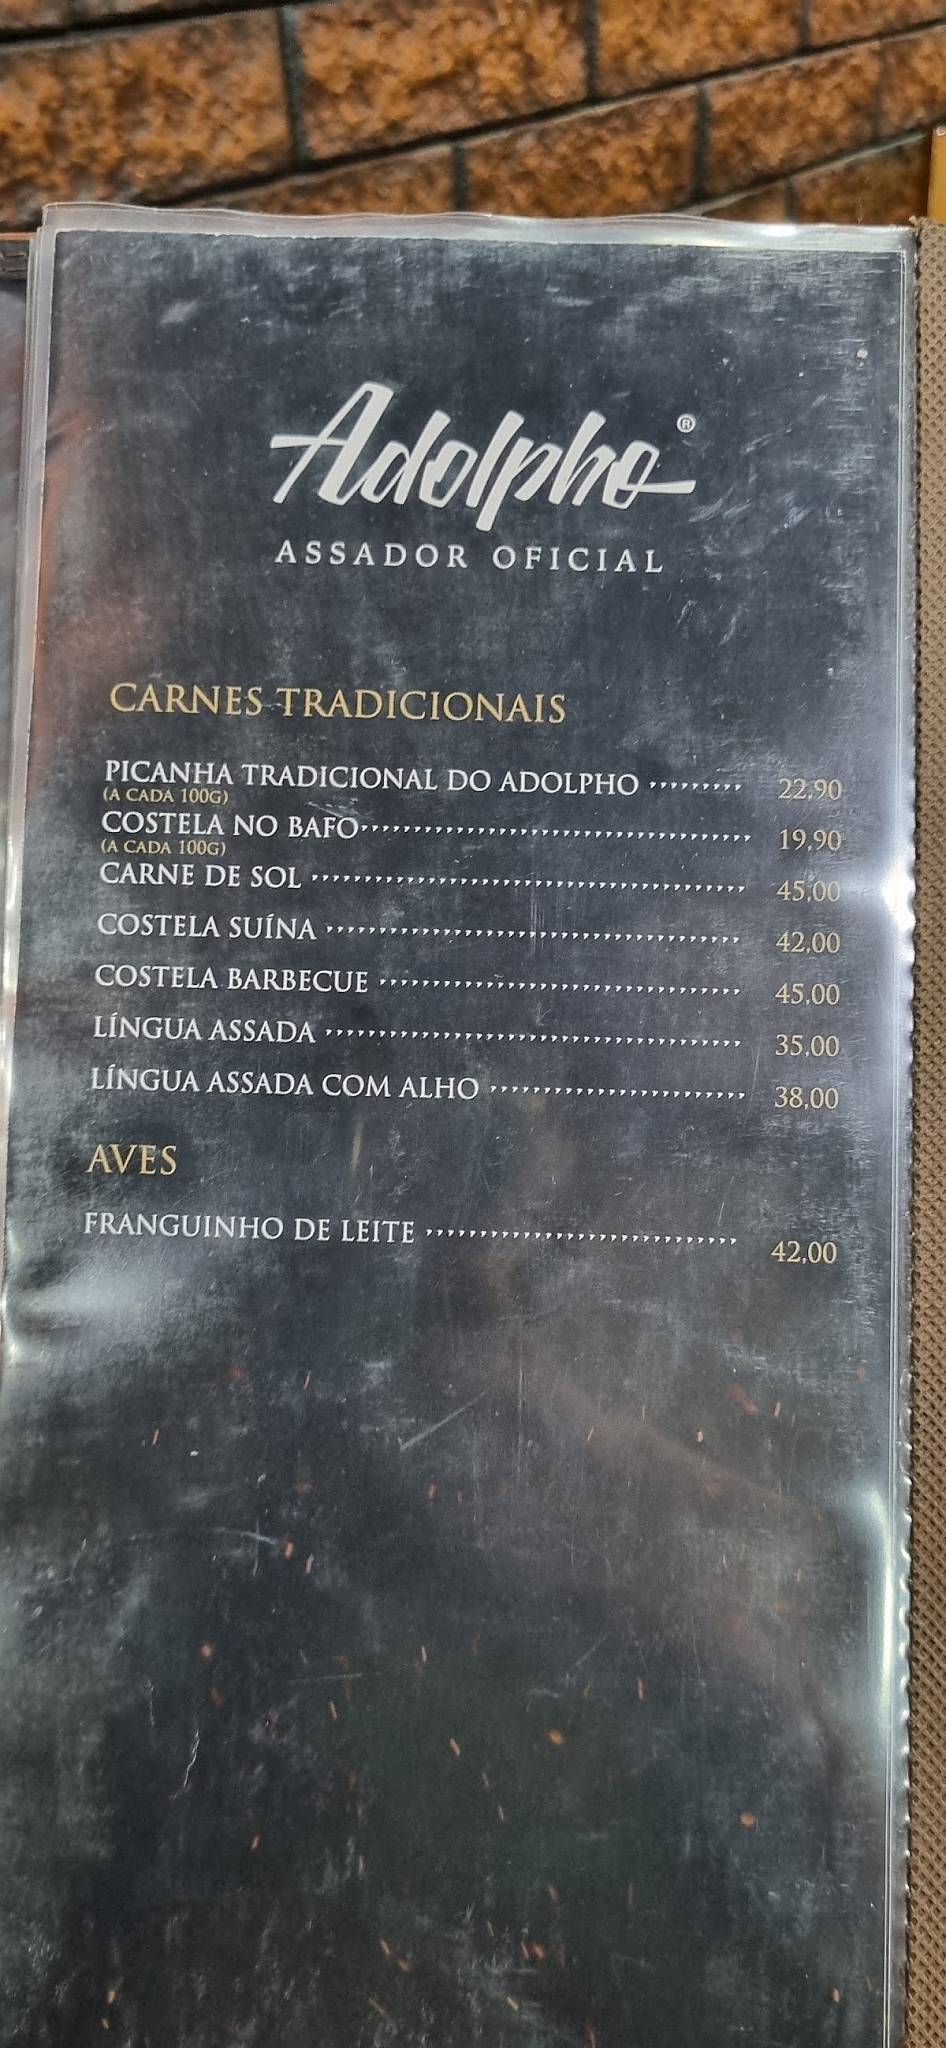 Adolpho®
ASSADOR OFICIAL
CARNES TRADICIONAIS
PICANHA TRADICIONAL DO ADOLPHO ......... 22,90
(A CADA 100G)
COSTELA NO BAFO ......... 19,90
(A CADA 100G)
CARNE DE SOL ......... 45,00
COSTELA SUÍNA ......... 42,00
COSTELA BARBECUE ......... 45,00
LÍNGUA ASSADA ......... 35,00
LÍNGUA ASSADA COM ALHO ......... 38,00
AVES
FRANGUINHO DE LEITE ......... 42,00